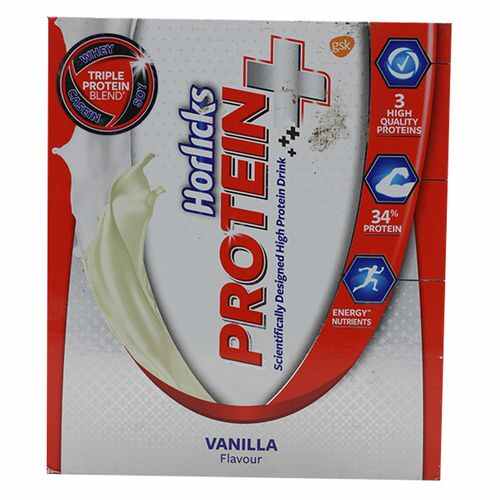 WHEY
TRIPLE
PROTEIN
BLEND*
CASEIN
SOY
gsk
Horlicks
PROTEIN+
Scientifically Designed High Protein Drink
3
HIGH
QUALITY
PROTEINS
34%
PROTEIN
ENERGY™
NUTRIENTS
VANILLA
Flavour